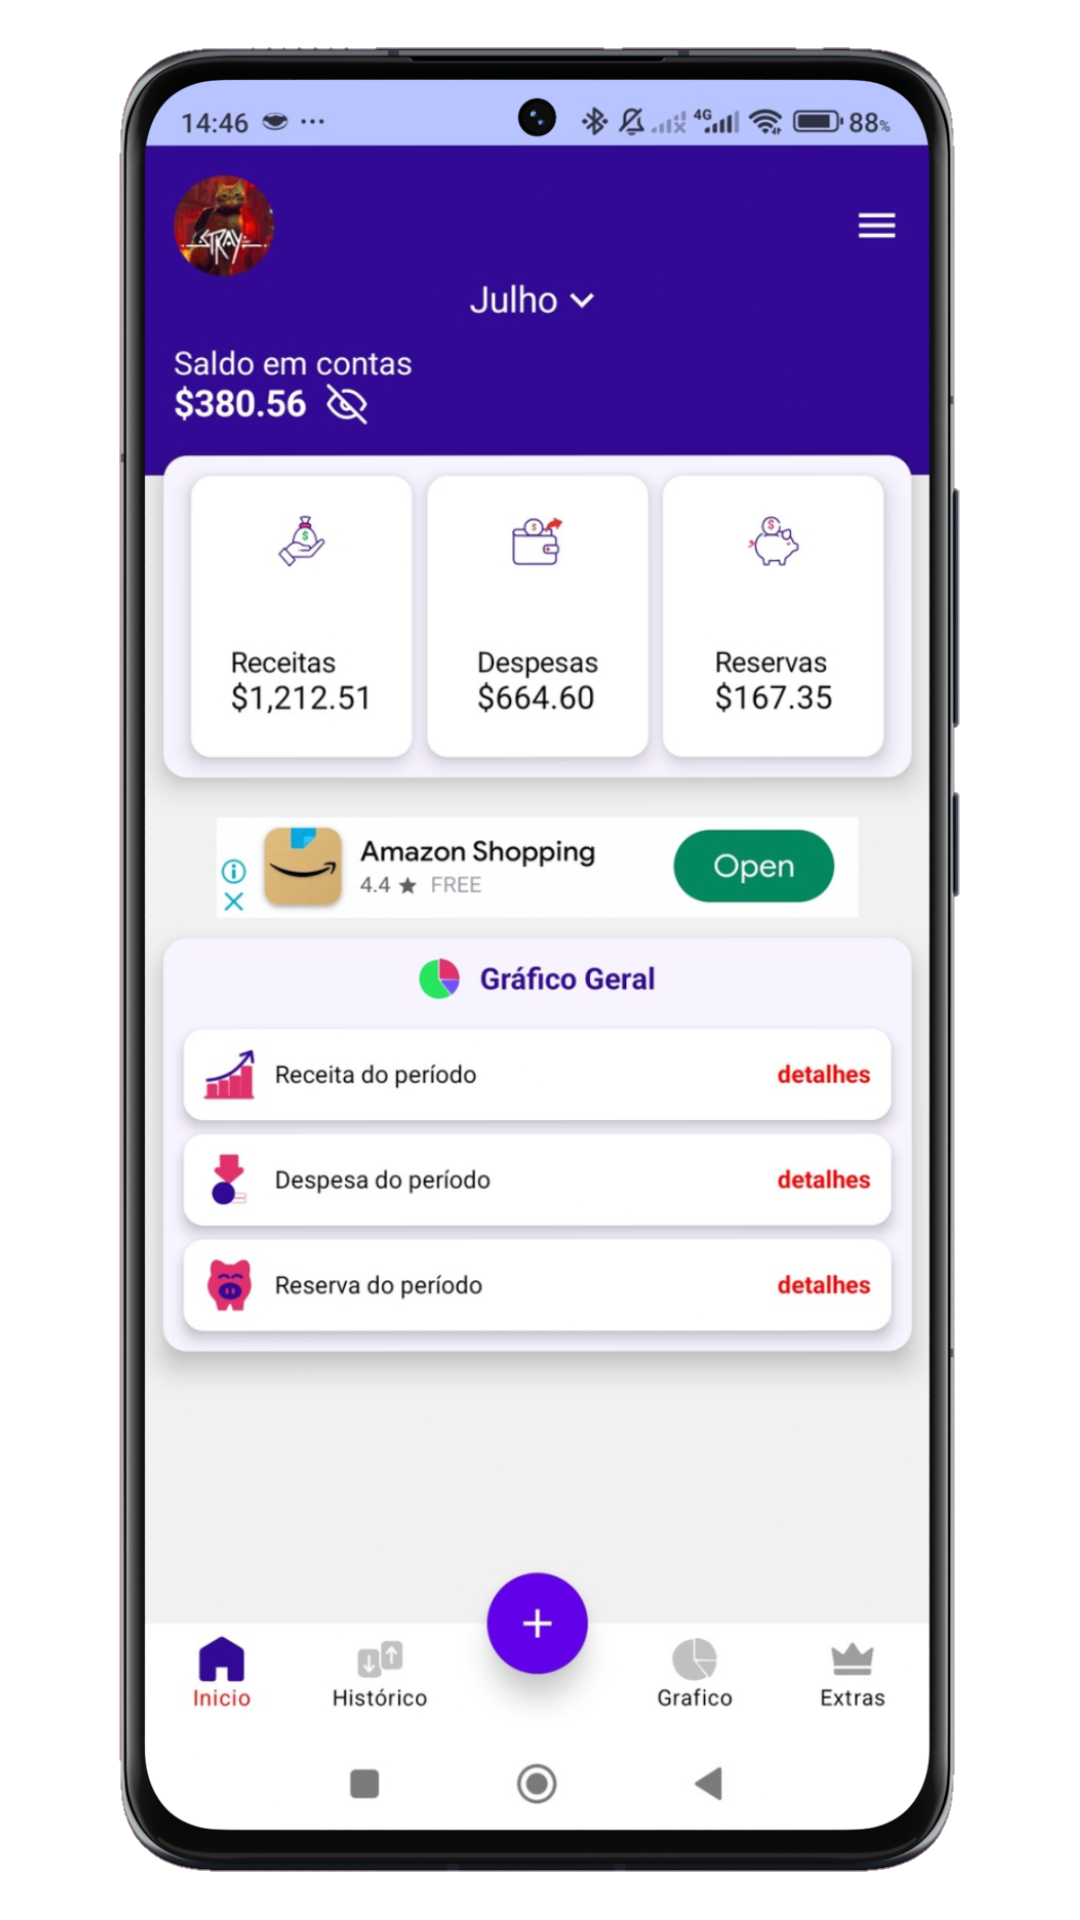 14:46
4G
88%
STRAY
Julho
Saldo em contas
$380.56
Receitas
$1,212.51
Despesas
$664.60
Reservas
$167.35
Amazon Shopping
4.4 ★ FREE
Open
Gráfico Geral
Receita do período
detalhes
Despesa do período
detalhes
Reserva do período
detalhes
Inicio
Histórico
Grafico
Extras